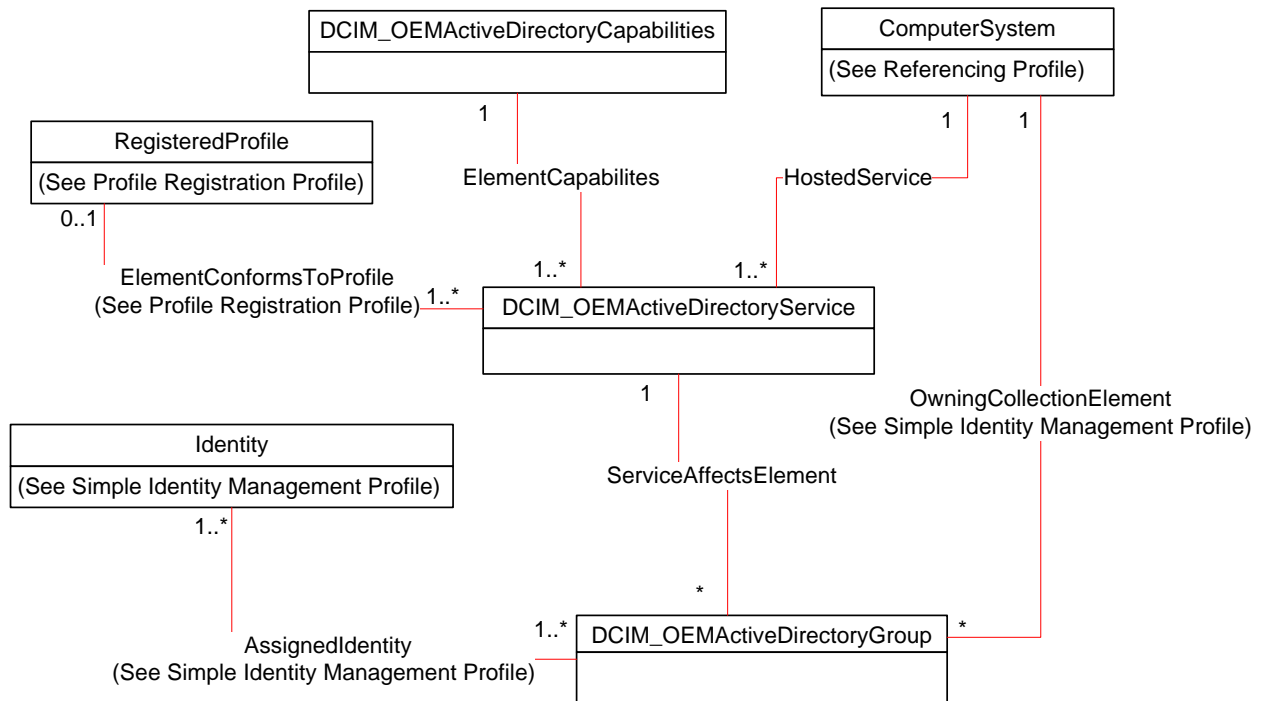 DCIM_OEMActiveDirectoryCapabilities
ComputerSystem
(See Referencing Profile)
1
1
1
RegisteredProfile
(See Profile Registration Profile)
0..1
ElementCapabilites
HostedService
ElementConformsToProfile
(See Profile Registration Profile)
1..*
1..*
1..*
DCIM_OEMActiveDirectoryService
1
OwningCollectionElement
(See Simple Identity Management Profile)
Identity
(See Simple Identity Management Profile)
ServiceAffectsElement
1..*
*
AssignedIdentity
(See Simple Identity Management Profile)
1..*
DCIM_OEMActiveDirectoryGroup
*